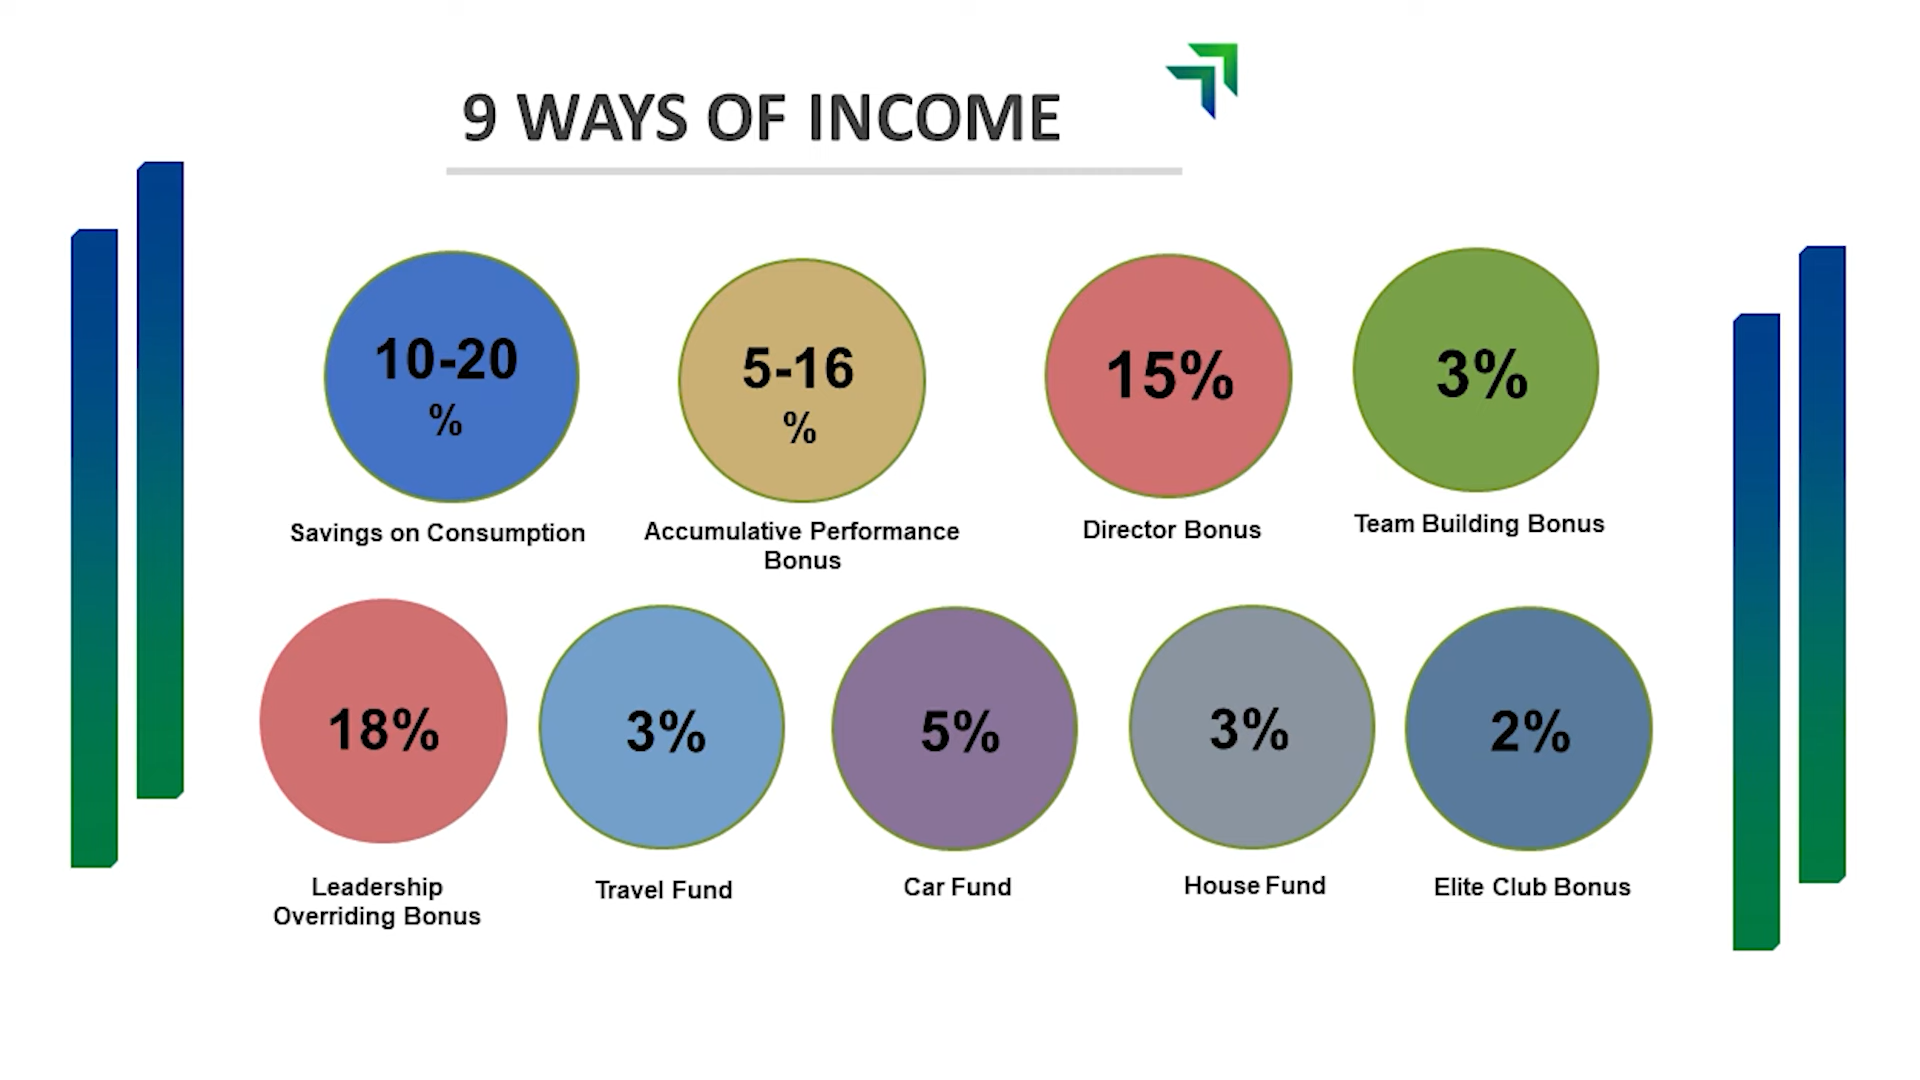 9 WAYS OF INCOME
10-20
%
5-16
%
15%
3%
Savings on Consumption
Accumulative Performance
Bonus
Director Bonus
Team Building Bonus
18%
3%
5%
3%
2%
Leadership
Overriding Bonus
Travel Fund
Car Fund
House Fund
Elite Club Bonus